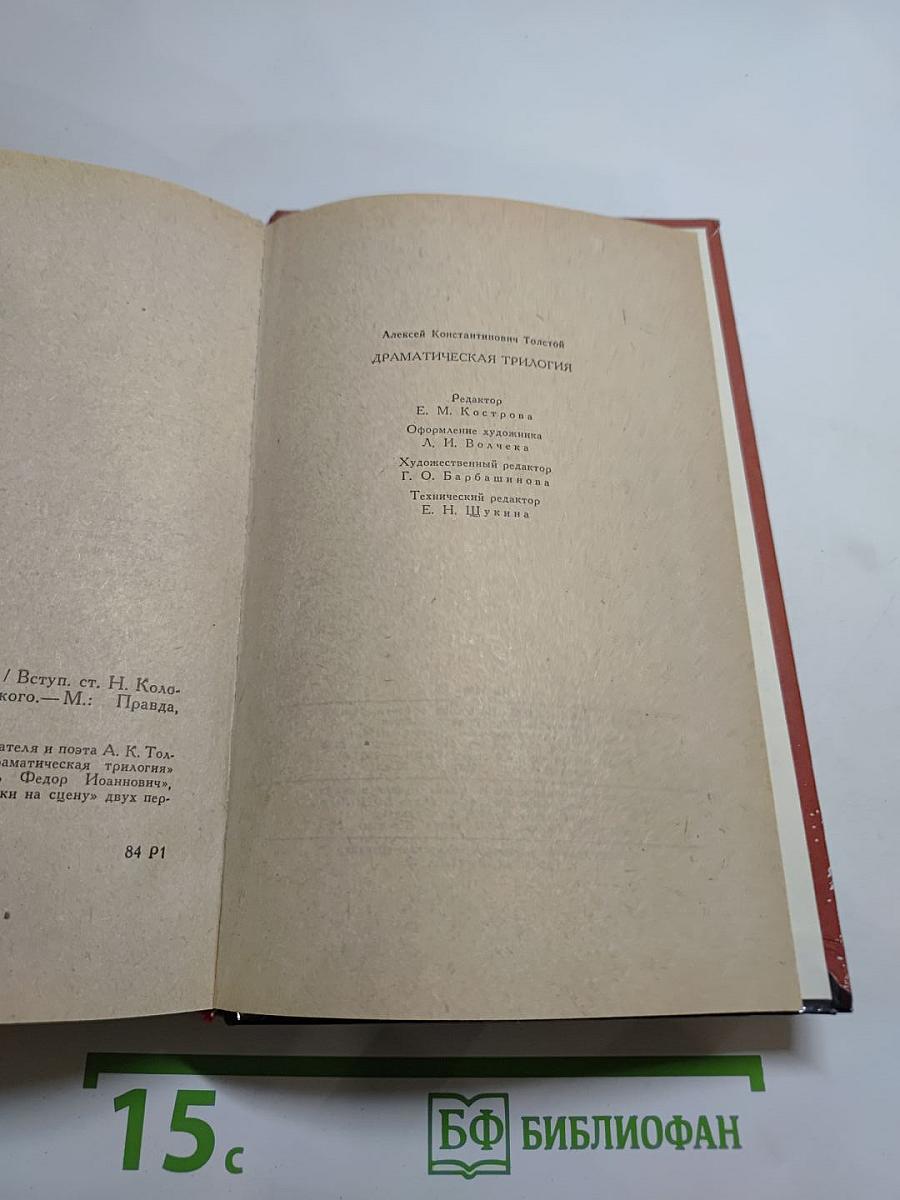 / Вступ. ст. Н. Коло-
кого.— М.: Правда,
ателя и поэта А. К. Тол-
раматическая трилогия»
ь Федор Иоаннович»,
ки на сцену» двух пер-
84 Р1
Алексей Константинович Толстой
ДРАМАТИЧЕСКАЯ ТРИЛОГИЯ
Редактор
Е. М. Кострова
Оформление художника
Л. И. Волчека
Художественный редактор
Г. О. Барбашинова
Технический редактор
Е. Н. Щукина
15 с
БФ БИБЛИОФАН